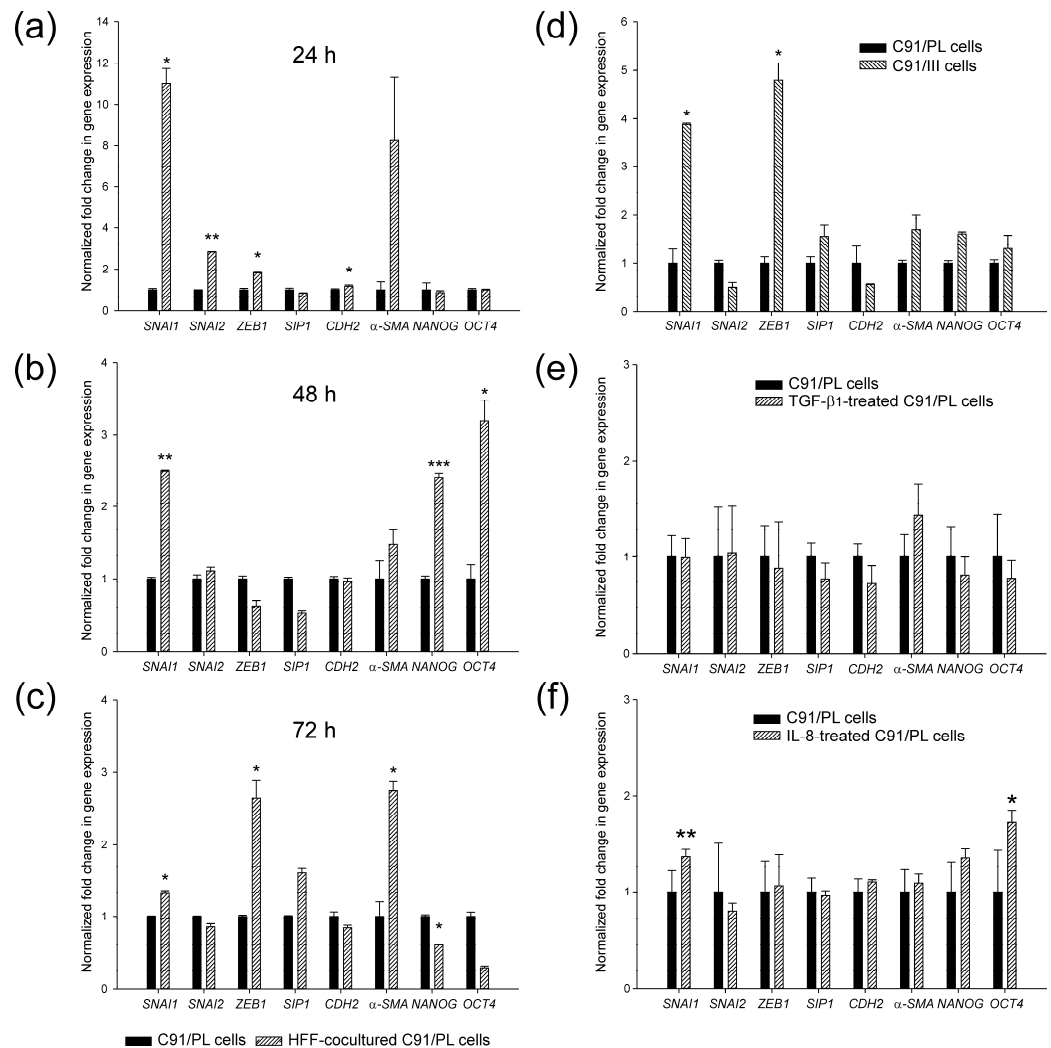 (a)
24 h
Normalized fold change in gene expression
14
12
10
8
6
4
2
0
*
**
*
*
SNAI1 SNAI2 ZEB1 SIP1 CDH2 α-SMA NANOG OCT4
(b)
48 h
Normalized fold change in gene expression
4
3
2
1
0
**
***
*
SNAI1 SNAI2 ZEB1 SIP1 CDH2 α-SMA NANOG OCT4
(c)
72 h
Normalized fold change in gene expression
4
3
2
1
0
*
*
*
*
SNAI1 SNAI2 ZEB1 SIP1 CDH2 α-SMA NANOG OCT4
C91/PL cells HFF-cocultured C91/PL cells
(d)
C91/PL cells
C91/III cells
Normalized fold change in gene expression
6
5
4
3
2
1
0
*
*
SNAI1 SNAI2 ZEB1 SIP1 CDH2 α-SMA NANOG OCT4
(e)
C91/PL cells
TGF-β1-treated C91/PL cells
Normalized fold change in gene expression
3
2
1
0
SNAI1 SNAI2 ZEB1 SIP1 CDH2 α-SMA NANOG OCT4
(f)
C91/PL cells
IL-8-treated C91/PL cells
Normalized fold change in gene expression
3
2
1
0
**
*
SNAI1 SNAI2 ZEB1 SIP1 CDH2 α-SMA NANOG OCT4